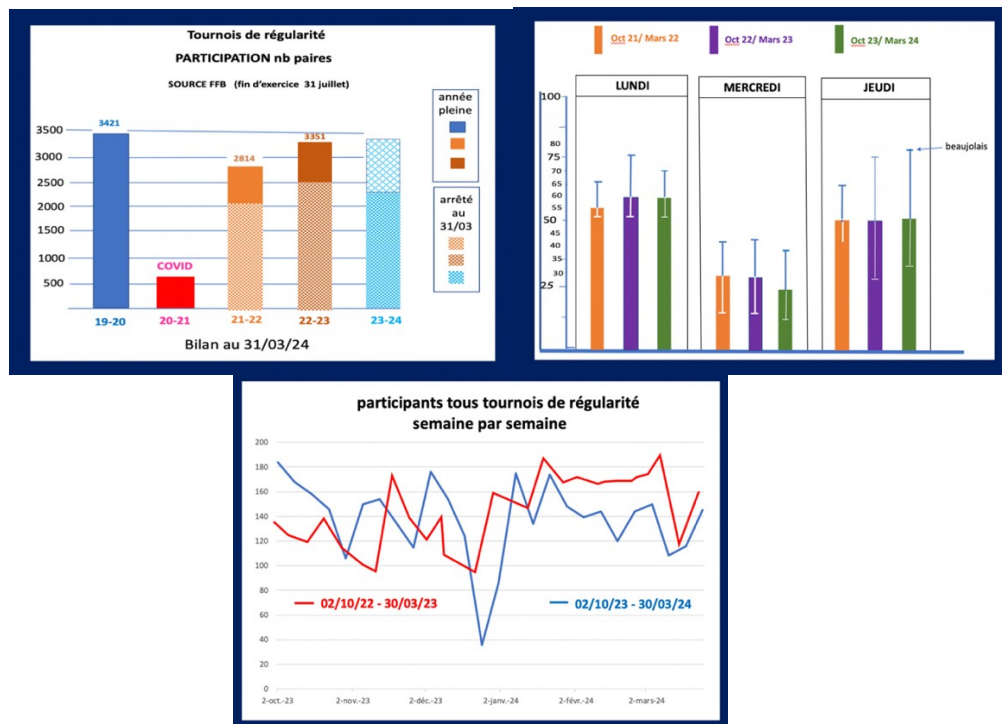 Tournois de régularité
PARTICIPATION nb paires
SOURCE FFB (fin d'exercice 31 juillet)
année
pleine
arrêté
au
31/03
3500
3000
2500
2000
1500
1000
500
3421
COVID
2814
3351
19-20
20-21
21-22
22-23
23-24
Bilan au 31/03/24
Oct 21/ Mars 22
Oct 22/ Mars 23
Oct 23/ Mars 24
LUNDI
MERCREDI
JEUDI
100
80
75
70
65
60
55
50
45
35
30
25
beaujolais
participants tous tournois de régularité
semaine par semaine
200
180
160
140
120
100
80
60
40
20
0
02/10/22 - 30/03/23
02/10/23 - 30/03/24
2-oct.-23
2-nov.-23
2-déc.-23
2-janv.-24
2-févr.-24
2-mars-24